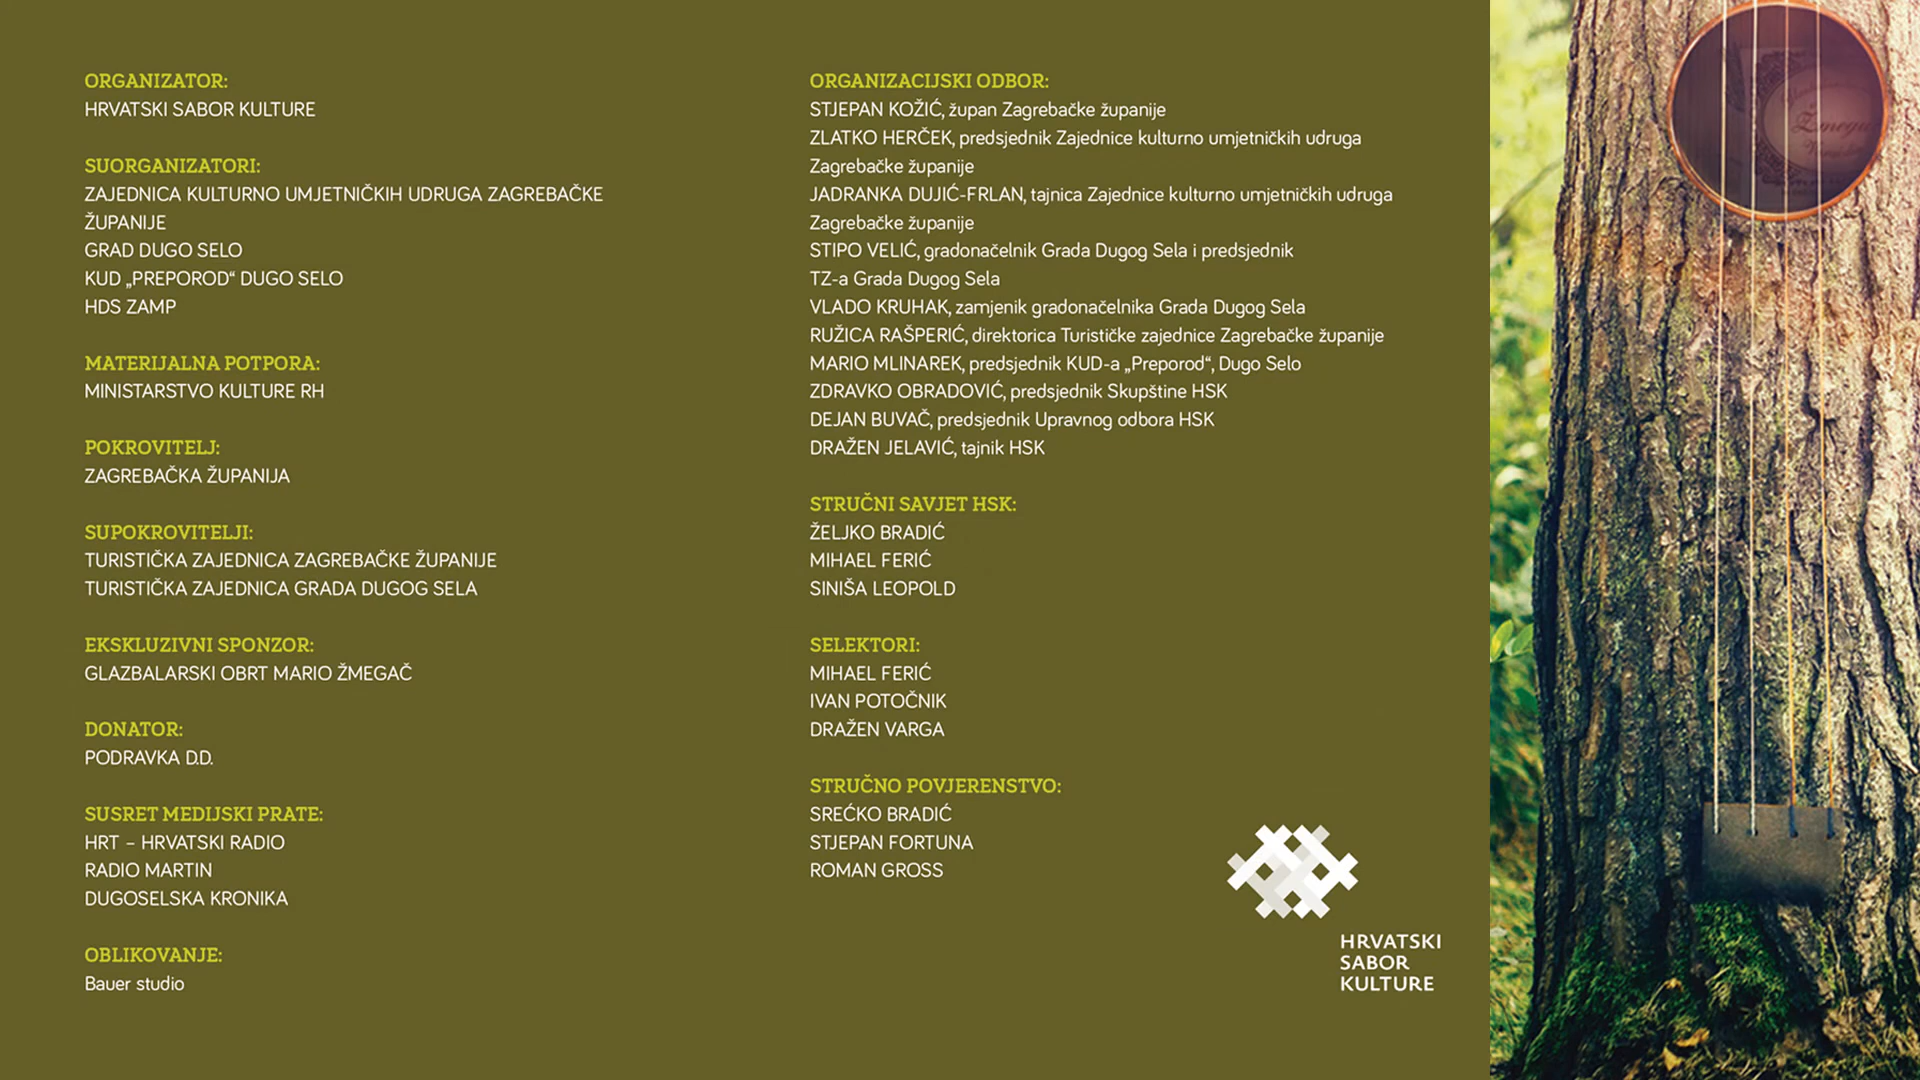 ORGANIZATOR:
HRVATSKI SABOR KULTURE
SUORGANIZATORI:
ZAJEDNICA KULTURNO UMJETNIČKIH UDRUGA ZAGREBAČKE
ŽUPANIJE
GRAD DUGO SELO
KUD „PREPOROD“ DUGO SELO
HDS ZAMP
MATERIJALNA POTPORA:
MINISTARSTVO KULTURE RH
POKROVITELJ:
ZAGREBAČKA ŽUPANIJA
SUPOKROVITELJI:
TURISTIČKA ZAJEDNICA ZAGREBAČKE ŽUPANIJE
TURISTIČKA ZAJEDNICA GRADA DUGOG SELA
EKSKLUZIVNI SPONZOR:
GLAZBALARSKI OBRT MARIO ŽMEGAČ
DONATOR:
PODRAVKA D.D.
SUSRET MEDIJSKI PRATE:
HRT – HRVATSKI RADIO
RADIO MARTIN
DUGOSELSKA KRONIKA
OBLIKOVANJE:
Bauer studio
ORGANIZACIJSKI ODBOR:
STJEPAN KOŽIĆ, župan Zagrebačke županije
ZLATKO HERČEK, predsjednik Zajednice kulturno umjetničkih udruga
Zagrebačke županije
JADRANKA DUJIĆ-FRLAN, tajnica Zajednice kulturno umjetničkih udruga
Zagrebačke županije
STIPO VELIĆ, gradonačelnik Grada Dugog Sela i predsjednik
TZ-a Grada Dugog Sela
VLADO KRUHAK, zamjenik gradonačelnika Grada Dugog Sela
RUŽICA RAŠPERIĆ, direktorica Turističke zajednice Zagrebačke županije
MARIO MLINAREK, predsjednik KUD-a „Preporod“, Dugo Selo
ZDRAVKO OBRADOVIĆ, predsjednik Skupštine HSK
DEJAN BUVAČ, predsjednik Upravnog odbora HSK
DRAŽEN JELAVIĆ, tajnik HSK
STRUČNI SAVJET HSK:
ŽELJKO BRADIĆ
MIHAEL FERIĆ
SINIŠA LEOPOLD
SELEKTORI:
MIHAEL FERIĆ
IVAN POTOČNIK
DRAŽEN VARGA
STRUČNO POVJERENSTVO:
SREĆKO BRADIĆ
STJEPAN FORTUNA
ROMAN GROSS
HRVATSKI
SABOR
KULTURE